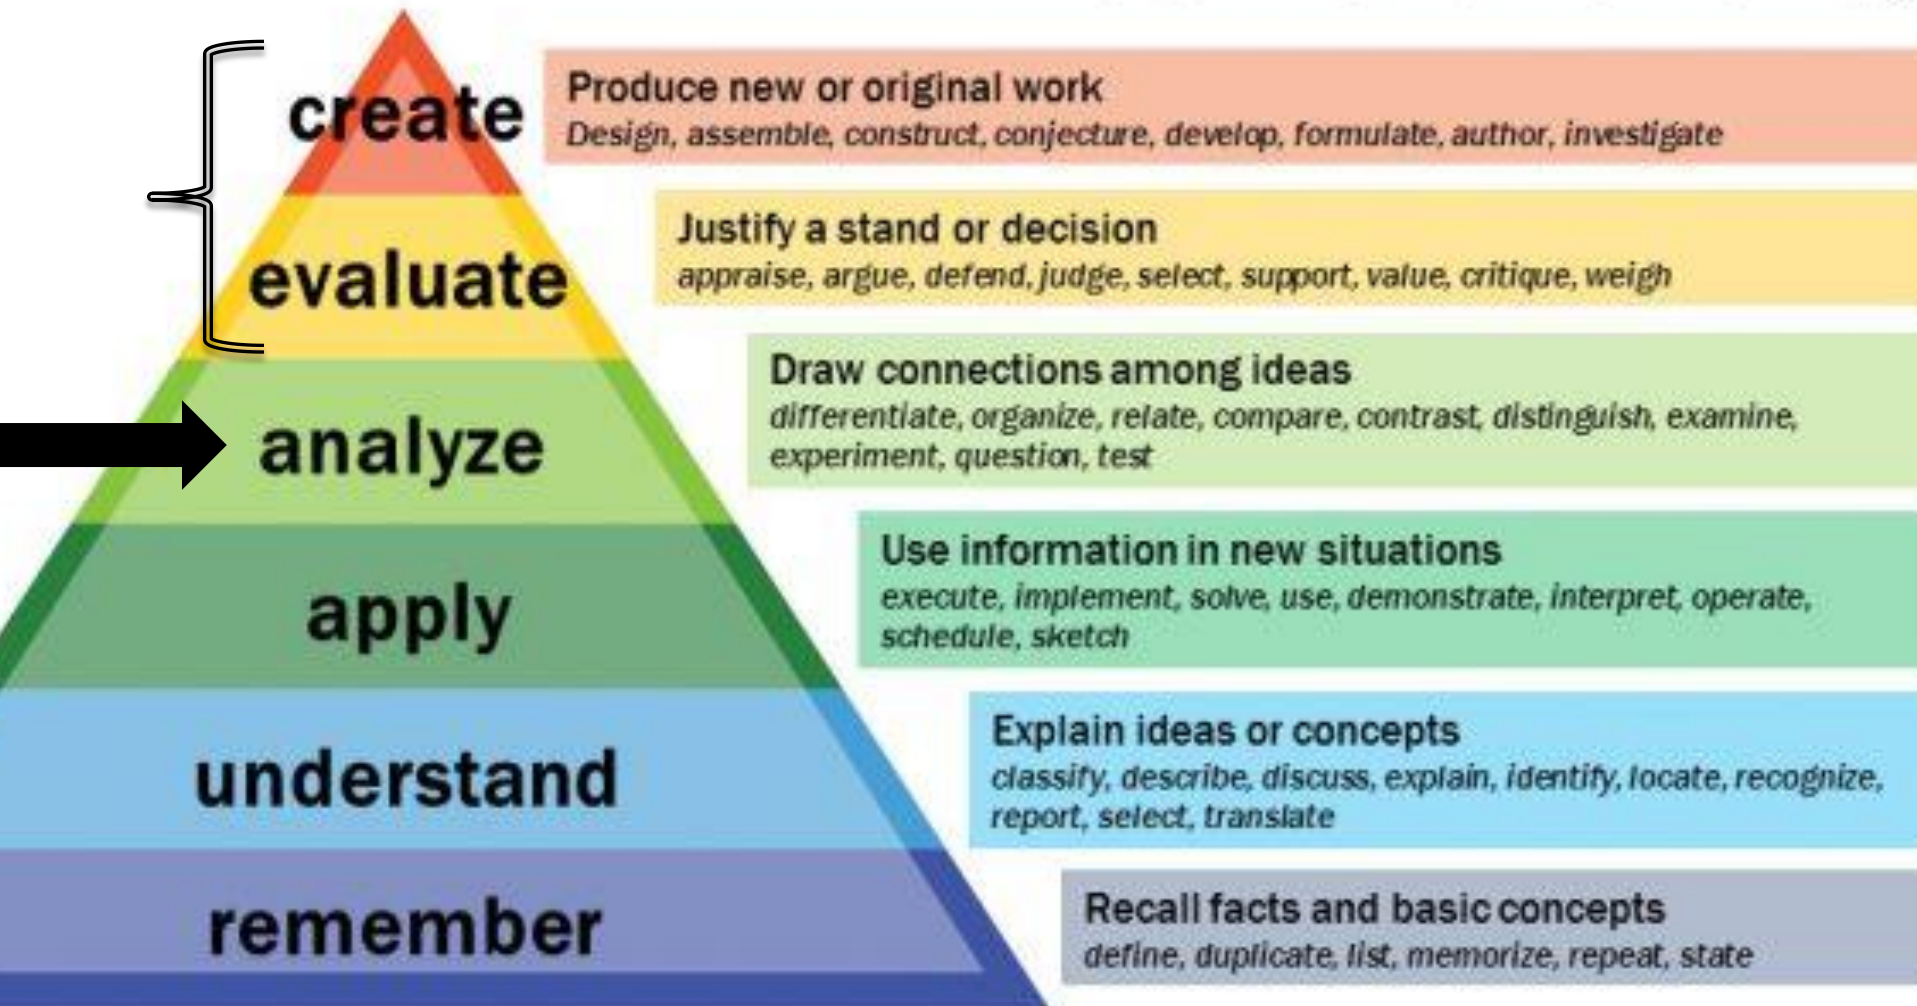 create
Produce new or original work
Design, assemble, construct, conjecture, develop, formulate, author, investigate
evaluate
Justify a stand or decision
appraise, argue, defend, judge, select, support, value, critique, weigh
analyze
Draw connections among ideas
differentiate, organize, relate, compare, contrast, distinguish, examine,
experiment, question, test
apply
Use information in new situations
execute, implement, solve, use, demonstrate, interpret, operate,
schedule, sketch
understand
Explain ideas or concepts
classify, describe, discuss, explain, identify, locate, recognize,
report, select, translate
remember
Recall facts and basic concepts
define, duplicate, list, memorize, repeat, state